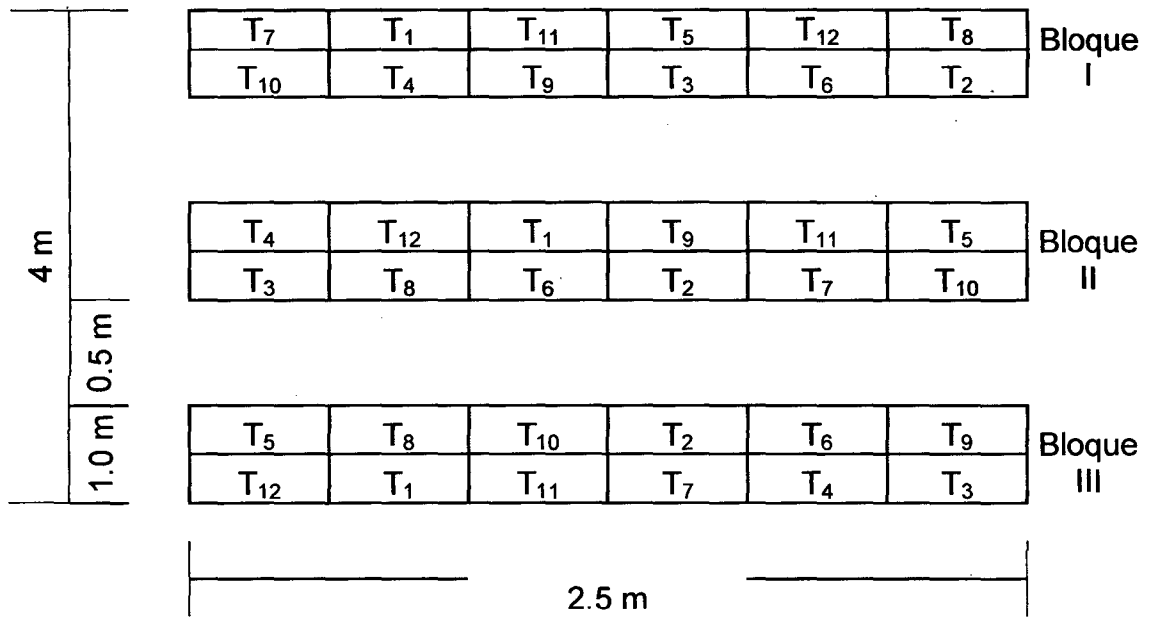 T7 T1 T11 T5 T12 T8 Bloque
T10 T4 T9 T3 T6 T2 I
T4 T12 T1 T9 T11 T5 Bloque
T3 T8 T6 T2 T7 T10 II
T5 T8 T10 T2 T6 T9 Bloque
T12 T1 T11 T7 T4 T3 III
4 m
0.5 m
1.0 m
2.5 m